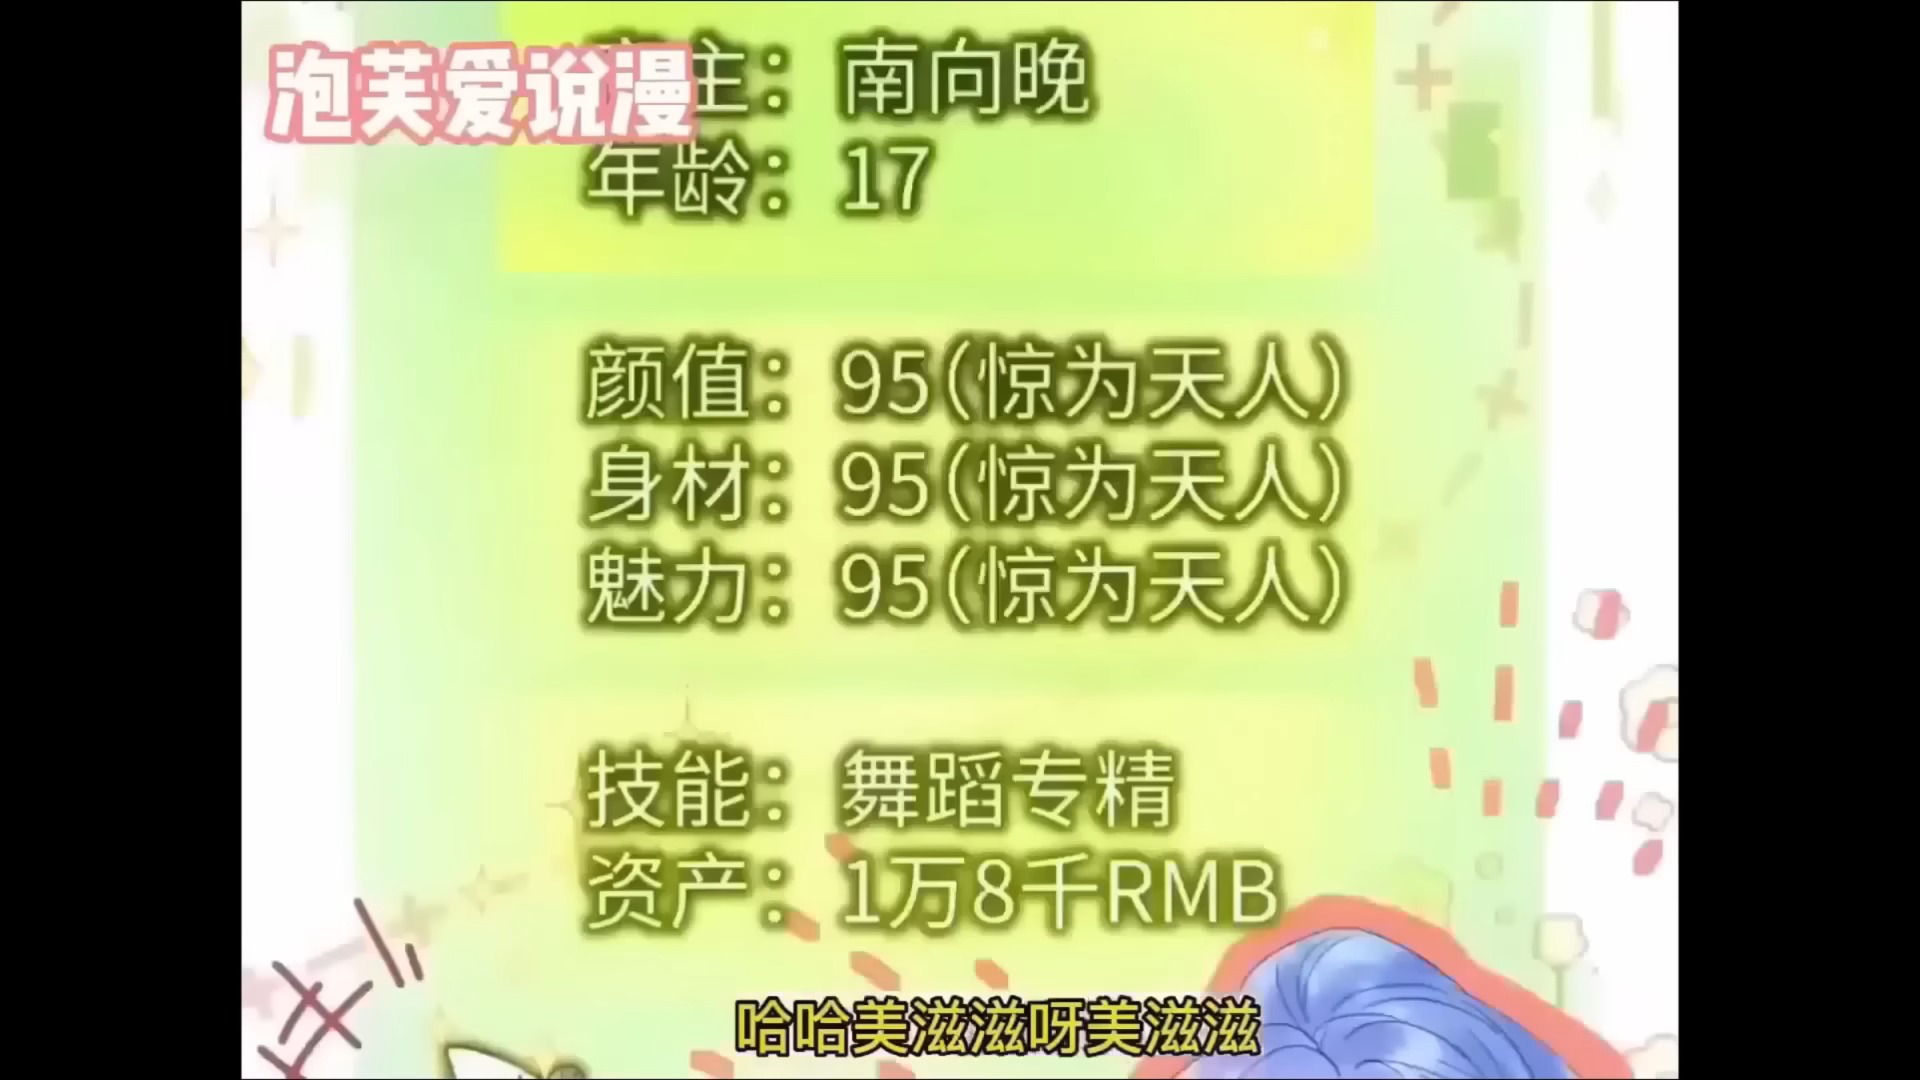 泡芙爱说漫
主：南向晚
年龄：17
颜值：95(惊为天人)
身材：95(惊为天人)
魅力：95(惊为天人)
技能：舞蹈专精
资产：1万8千RMB
哈哈美滋滋呀美滋滋